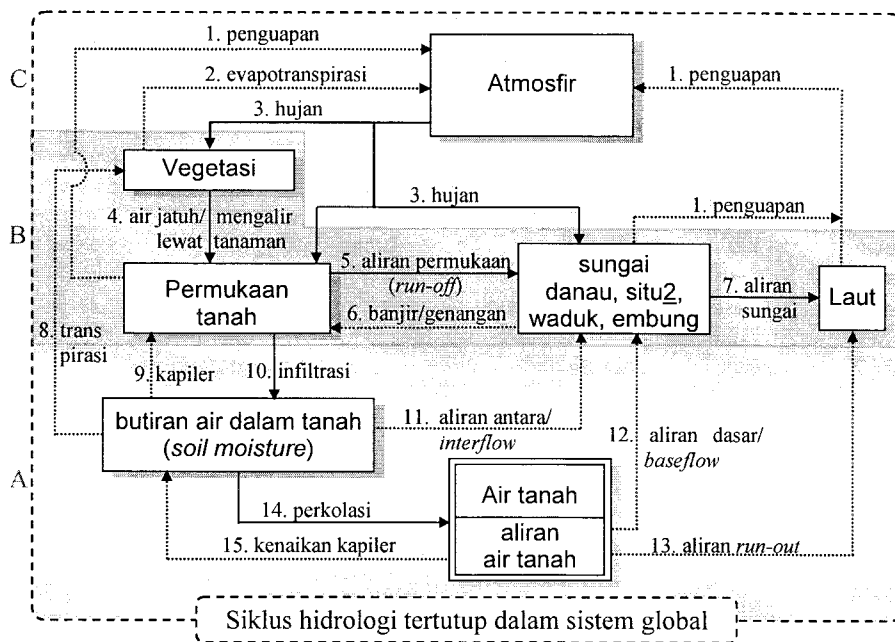 1. penguapan
C
2. evapotranspirasi
Atmosfir
1. penguapan
3. hujan
Vegetasi
3. hujan
1. penguapan
4. air jatuh/ mengalir
lewat tanaman
B
5. aliran permukaan
(run-off)
sungai
danau, situ2,
waduk, embung
7. aliran
sungai
Laut
Permukaan
tanah
6. banjir/genangan
8. trans
pirasi
9. kapiler
10. infiltrasi
butiran air dalam tanah
(soil moisture)
11. aliran antara/
interflow
12. aliran dasar/
baseflow
A
Air tanah
14. perkolasi
aliran
air tanah
15. kenaikan kapiler
13. aliran run-out
Siklus hidrologi tertutup dalam sistem global